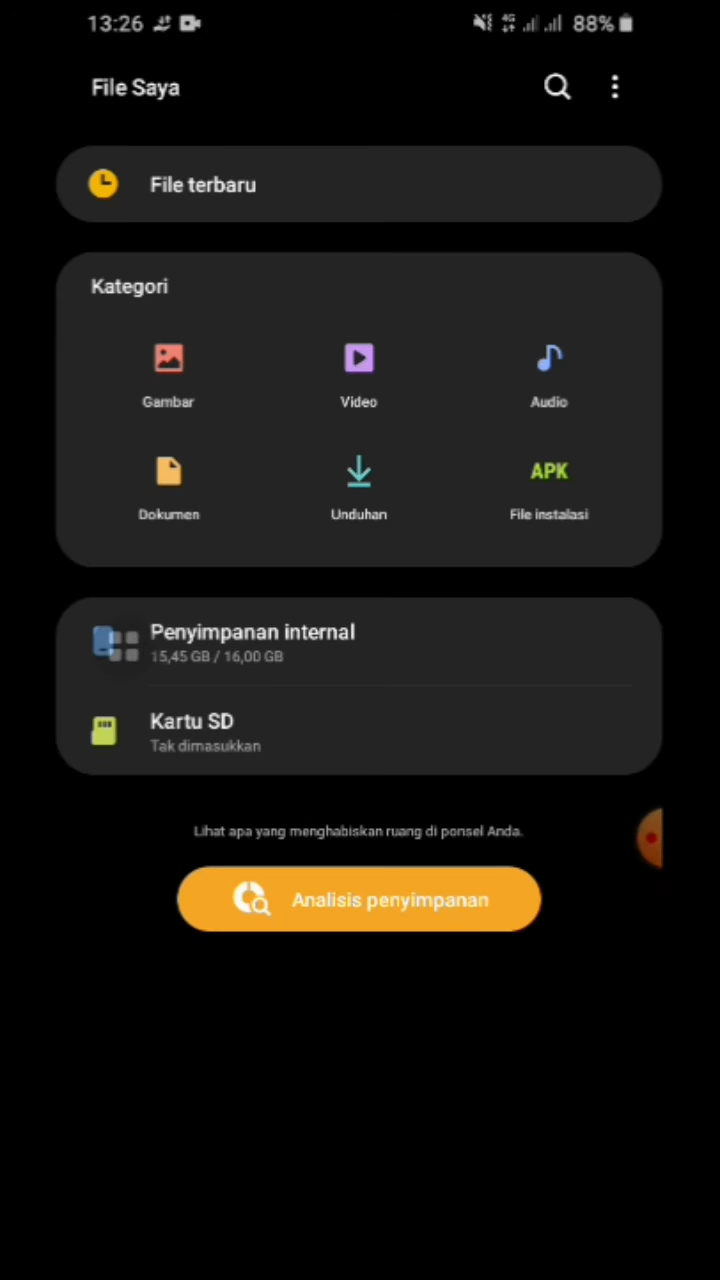 13:26 4G 88%
File Saya
File terbaru
Kategori
Gambar Video Audio
APK
Dokumen Unduhan File instalasi
Penyimpanan internal
15,45 GB / 16,00 GB
Kartu SD
Tak dimasukkan
Lihat apa yang menghabiskan ruang di ponsel Anda.
Analisis penyimpanan